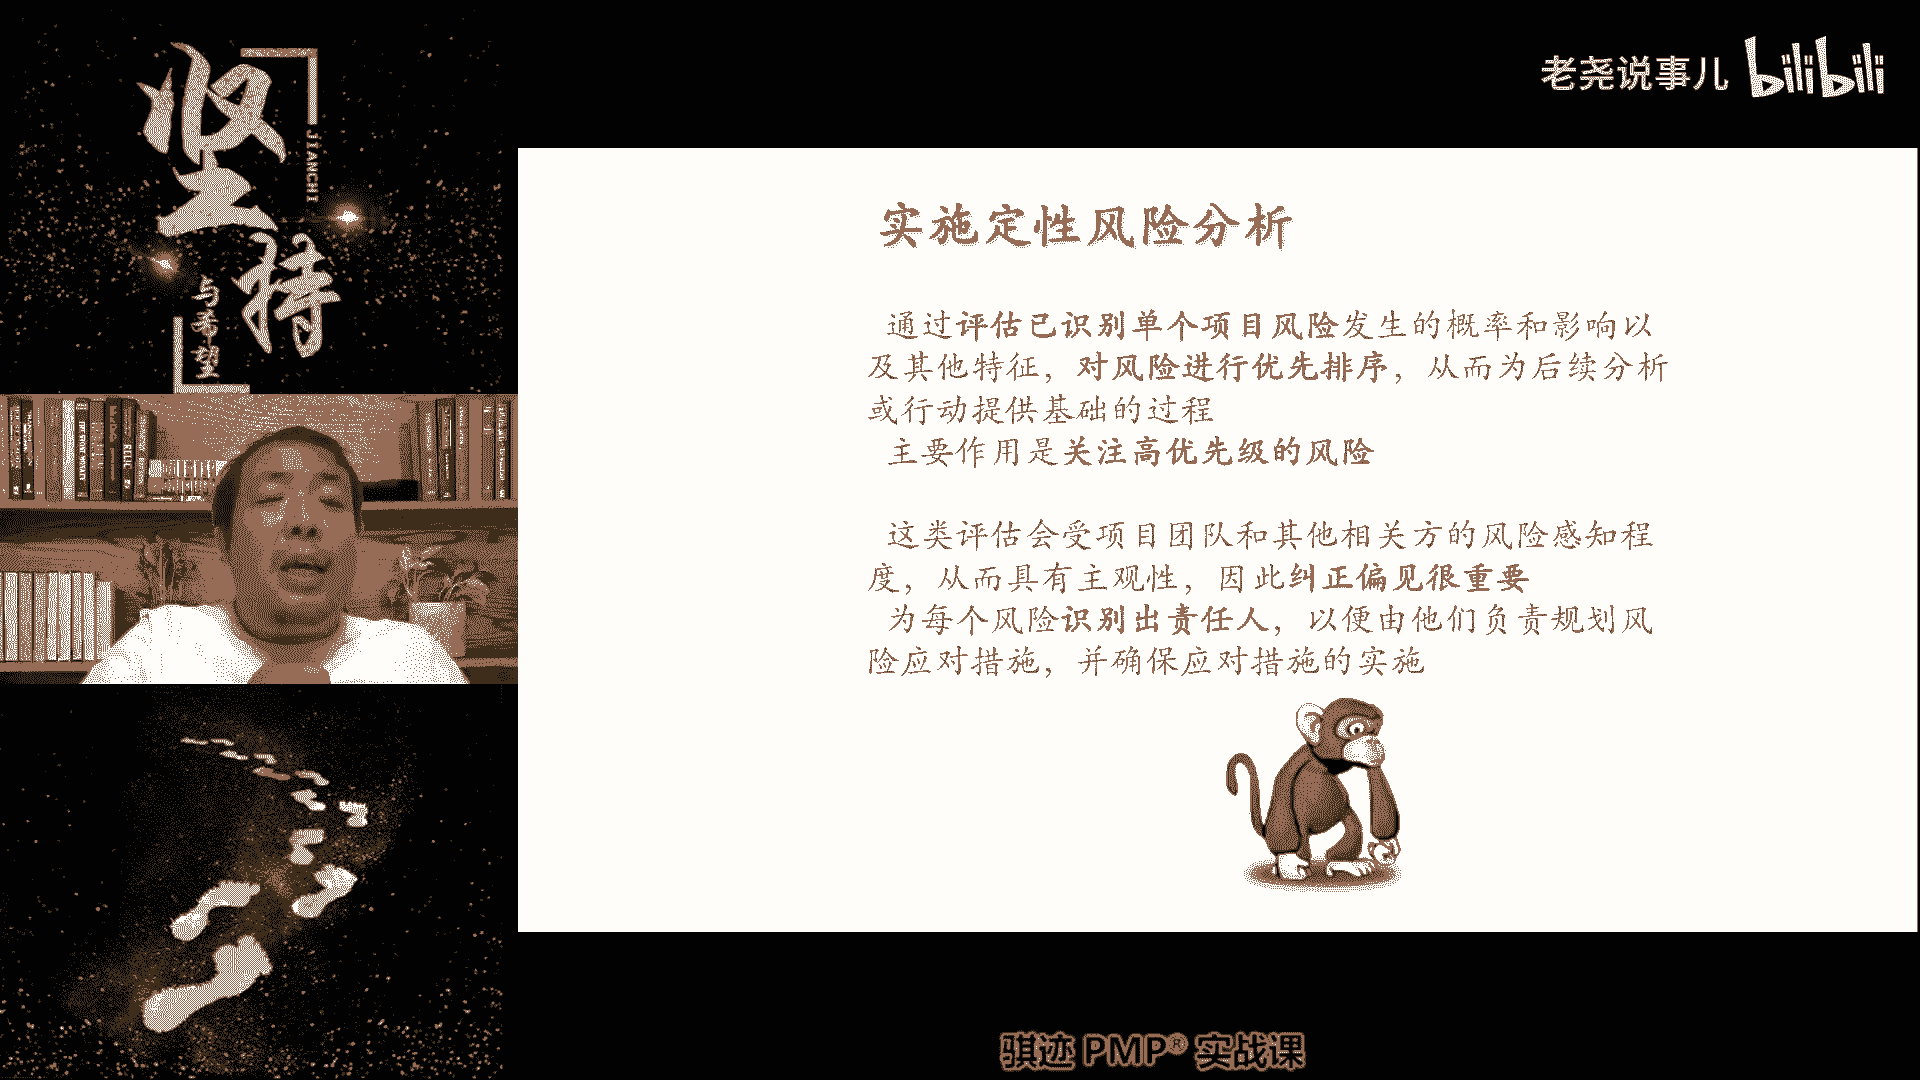 坚持
JIANCHI
与希望
老尧说事儿 bilibili
实施定性风险分析
通过评估已识别单个项目风险发生的概率和影响以
及其他特征，对风险进行优先排序，从而为后续分析
或行动提供基础的过程
主要作用是关注高优先级的风险
这类评估会受项目团队和其他相关方的风险感知程
度，从而具有主观性，因此纠正偏见很重要
为每个风险识别出责任人，以便由他们负责规划风
险应对措施，并确保应对措施的实施
骐迹 PMP® 实战课